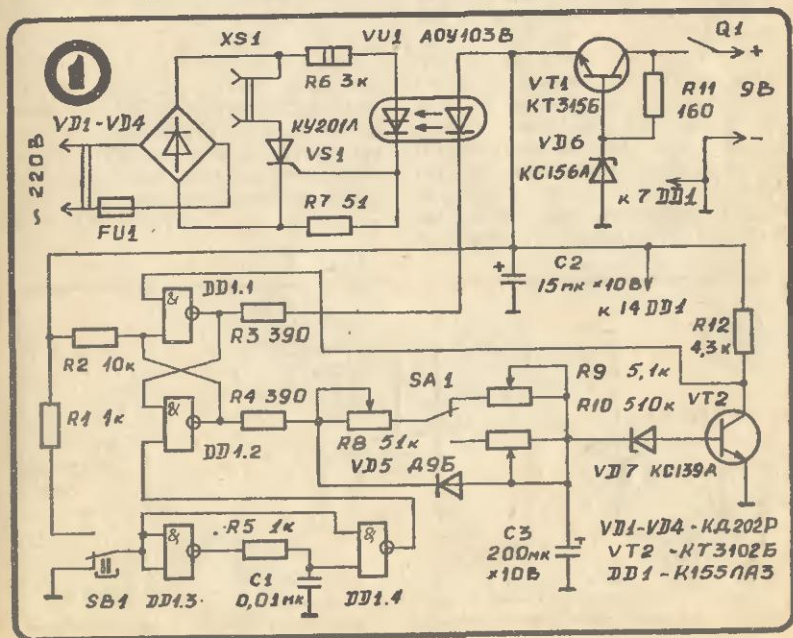 1
XS1
VU1
АОУ103В
Q1
+
R6 3к
VT1
КТ315Б
R11
160
9В
VD1-VD4
КУ201Л
VS1
VD6
КС156А
-
~ 220В
R7 51
к 7 DD1
FU1
&
DD1.1
+
C2
15мк ×10В
к 14 DD1
R3 390
R12
4,3к
R2 10к
R4 390
SA1
R9 5,1к
R10 510к
VT2
R1 1к
&
DD1.2
R8 51к
VD5 Д9Б
VD7 КС139А
R5 1к
&
&
C3
200мк
×10В
+
VD1-VD4 - КД202Р
VT2 - КТ3102Б
DD1 - К155ЛА3
SB1
DD1.3
C1
0,01мк
DD1.4